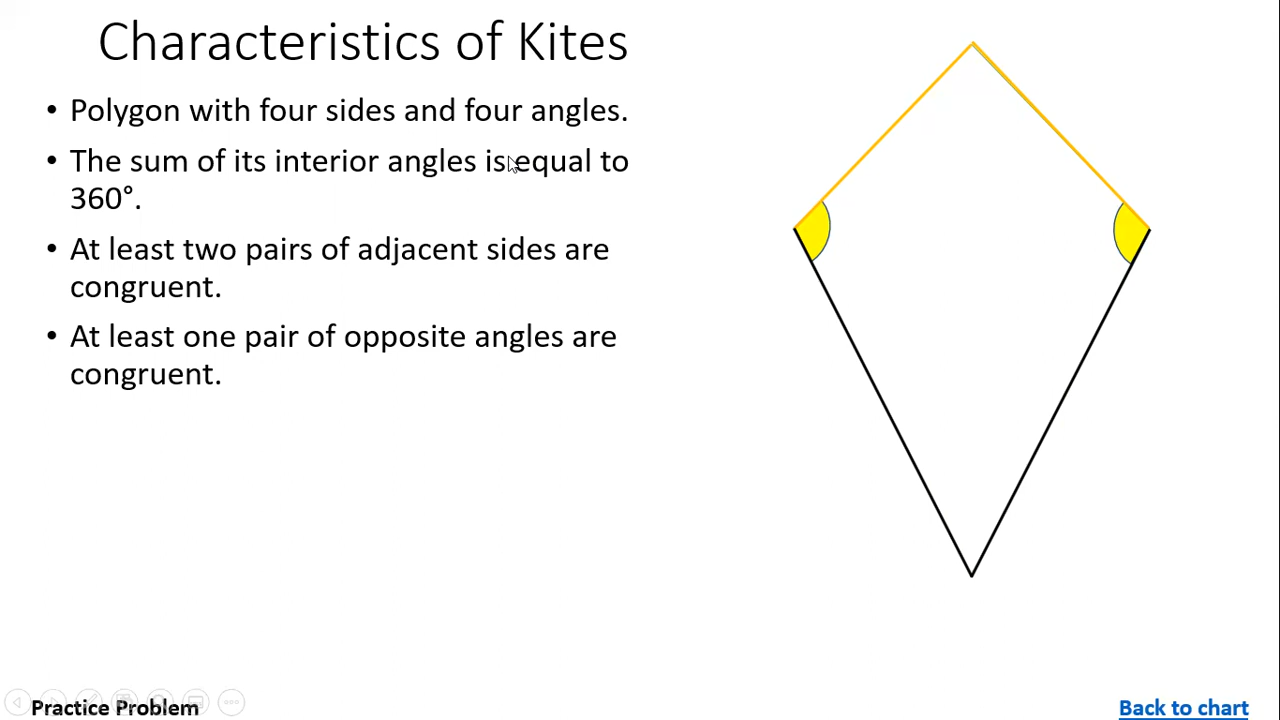 Characteristics of Kites
• Polygon with four sides and four angles.
• The sum of its interior angles is equal to
360°.
• At least two pairs of adjacent sides are
congruent.
• At least one pair of opposite angles are
congruent.
Practice Problem
Back to chart